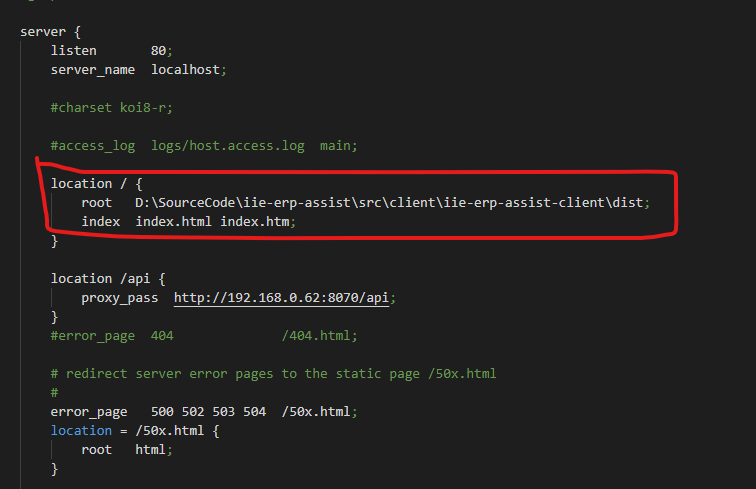 server {
listen 80;
server_name localhost;
#charset koi8-r;
#access_log logs/host.access.log main;
location / {
root D:\SourceCode\iie-erp-assist\src\client\iie-erp-assist-client\dist;
index index.html index.htm;
}
location /api {
proxy_pass http://192.168.0.62:8070/api;
}
#error_page 404 /404.html;
# redirect server error pages to the static page /50x.html
#
error_page 500 502 503 504 /50x.html;
location = /50x.html {
root html;
}